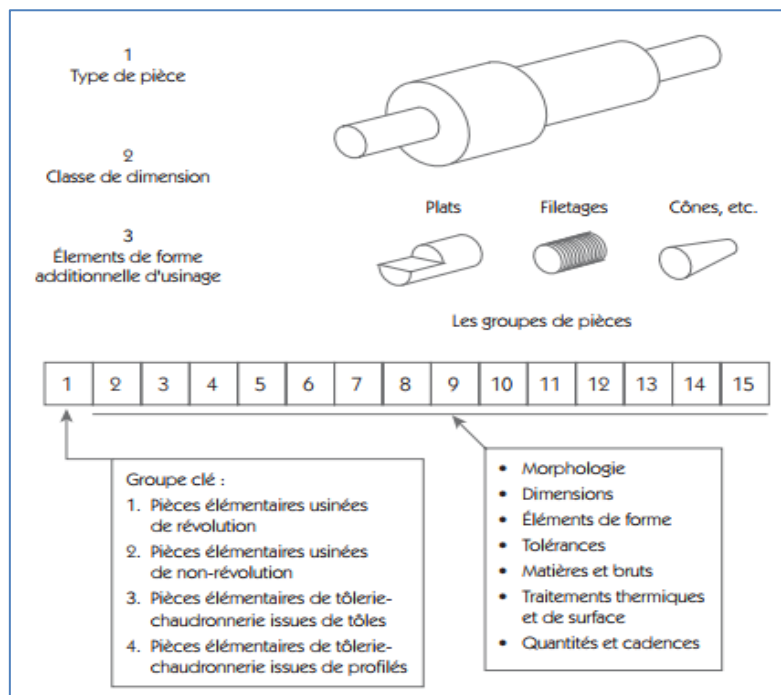 1
Type de pièce
2
Classe de dimension
3
Élements de forme
additionnelle d'usinage
Plats
Filetages
Cônes, etc.
Les groupes de pièces
1 2 3 4 5 6 7 8 9 10 11 12 13 14 15
Groupe clé :
1. Pièces élémentaires usinées
de révolution
2. Pièces élémentaires usinées
de non-révolution
3. Pièces élémentaires de tôlerie-
chaudronnerie issues de tôles
4. Pièces élémentaires de tôlerie-
chaudronnerie issues de profilés
• Morphologie
• Dimensions
• Éléments de forme
• Tolérances
• Matières et bruts
• Traitements thermiques
et de surface
• Quantités et cadences